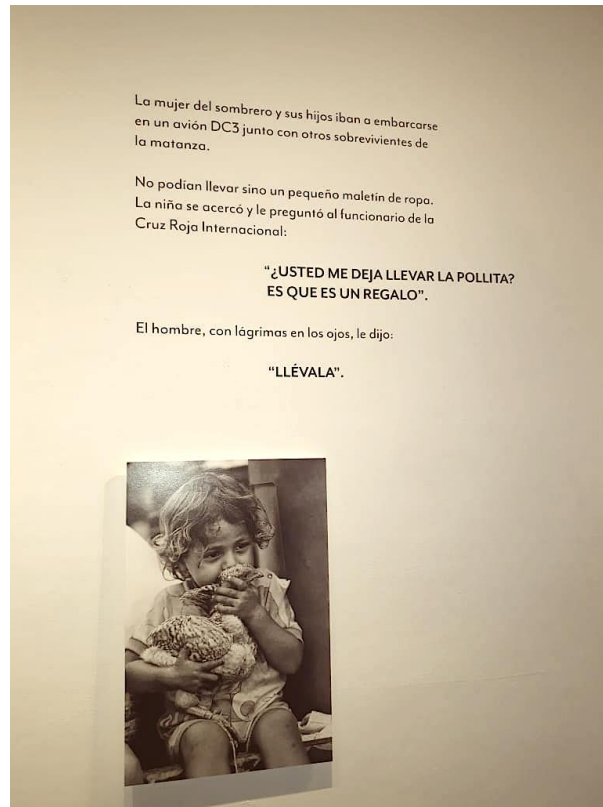 La mujer del sombrero y sus hijos iban a embarcarse
en un avión DC3 junto con otros sobrevivientes de
la matanza.
No podían llevar sino un pequeño maletín de ropa.
La niña se acercó y le preguntó al funcionario de la
Cruz Roja Internacional:
“¿USTED ME DEJA LLEVAR LA POLLITA?
ES QUE ES UN REGALO”.
El hombre, con lágrimas en los ojos, le dijo:
“LLÉVALA”.